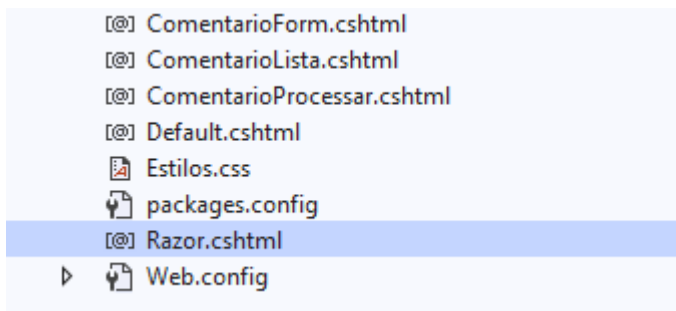 ComentarioForm.cshtml
ComentarioLista.cshtml
ComentarioProcessar.cshtml
Default.cshtml
Estilos.css
packages.config
Razor.cshtml
Web.config